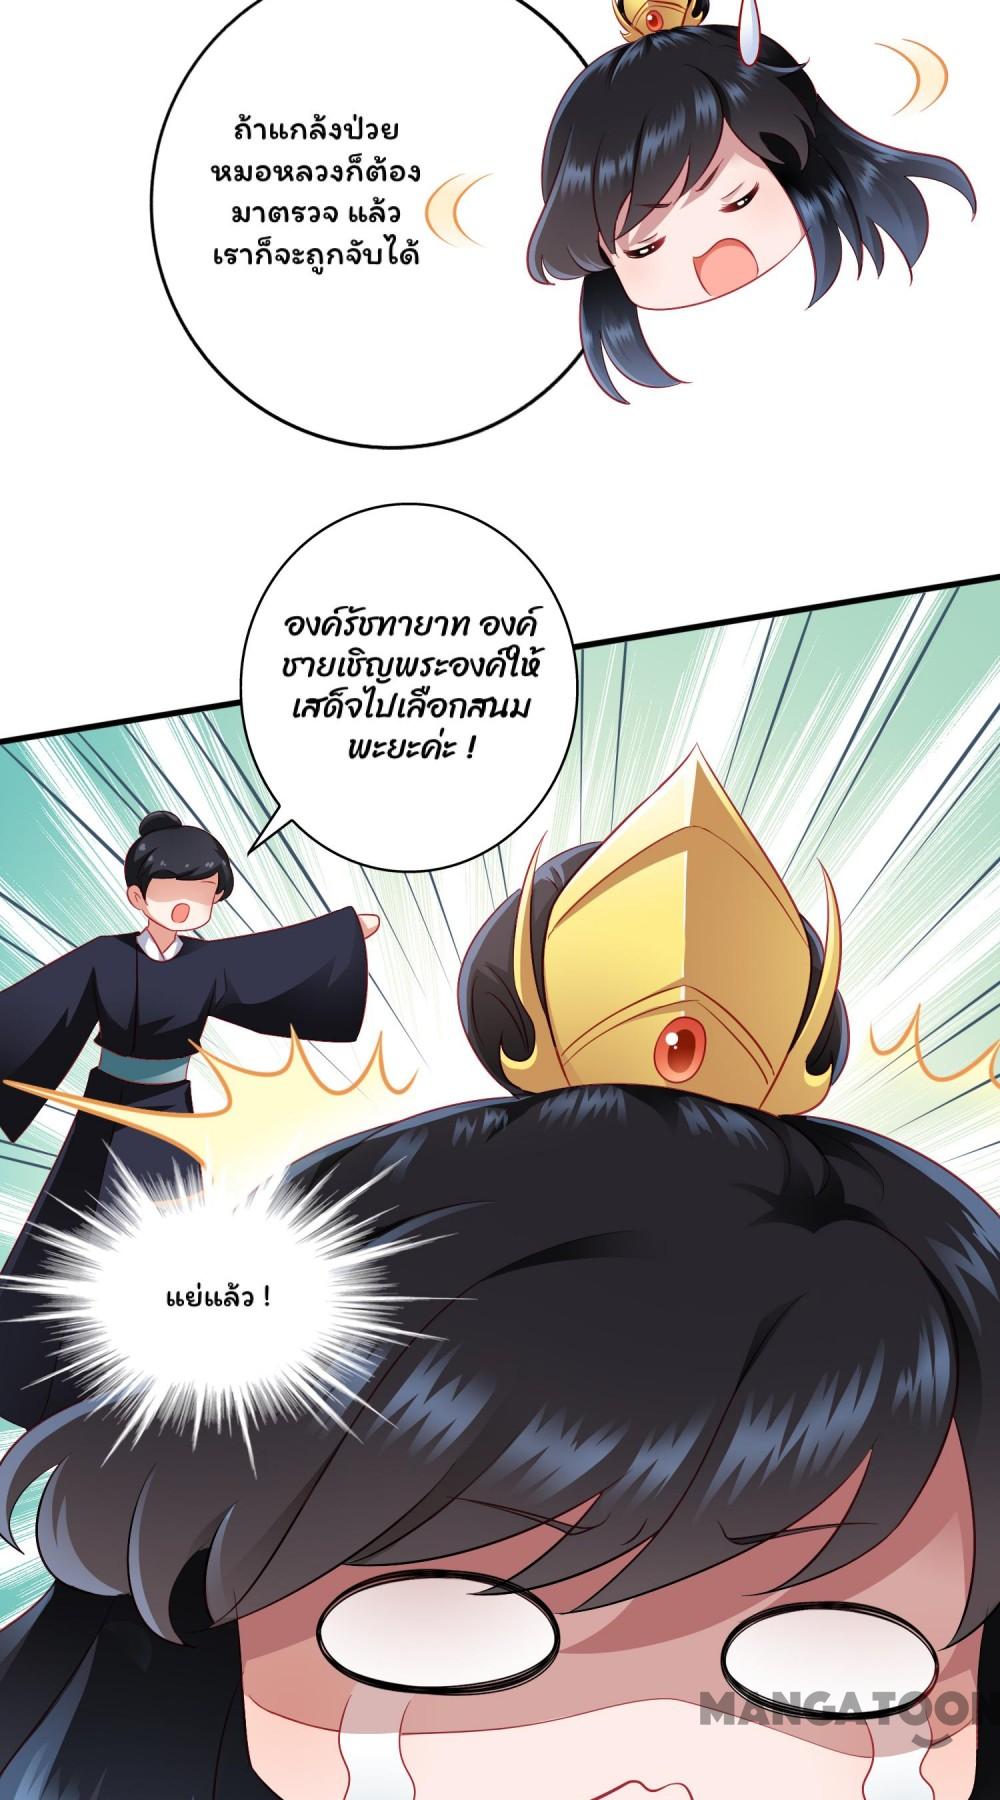 ถ้าแกล้งป่วย
หมอหลวงก็ต้อง
มาตรวจ แล้ว
เราก็จะถูกจับได้
องค์รัชทายาท องค์
ชายเชิญพระองค์ให้
เสด็จไปเลือกสนม
พะยะค่ะ !
แย่แล้ว !
MANGATOON